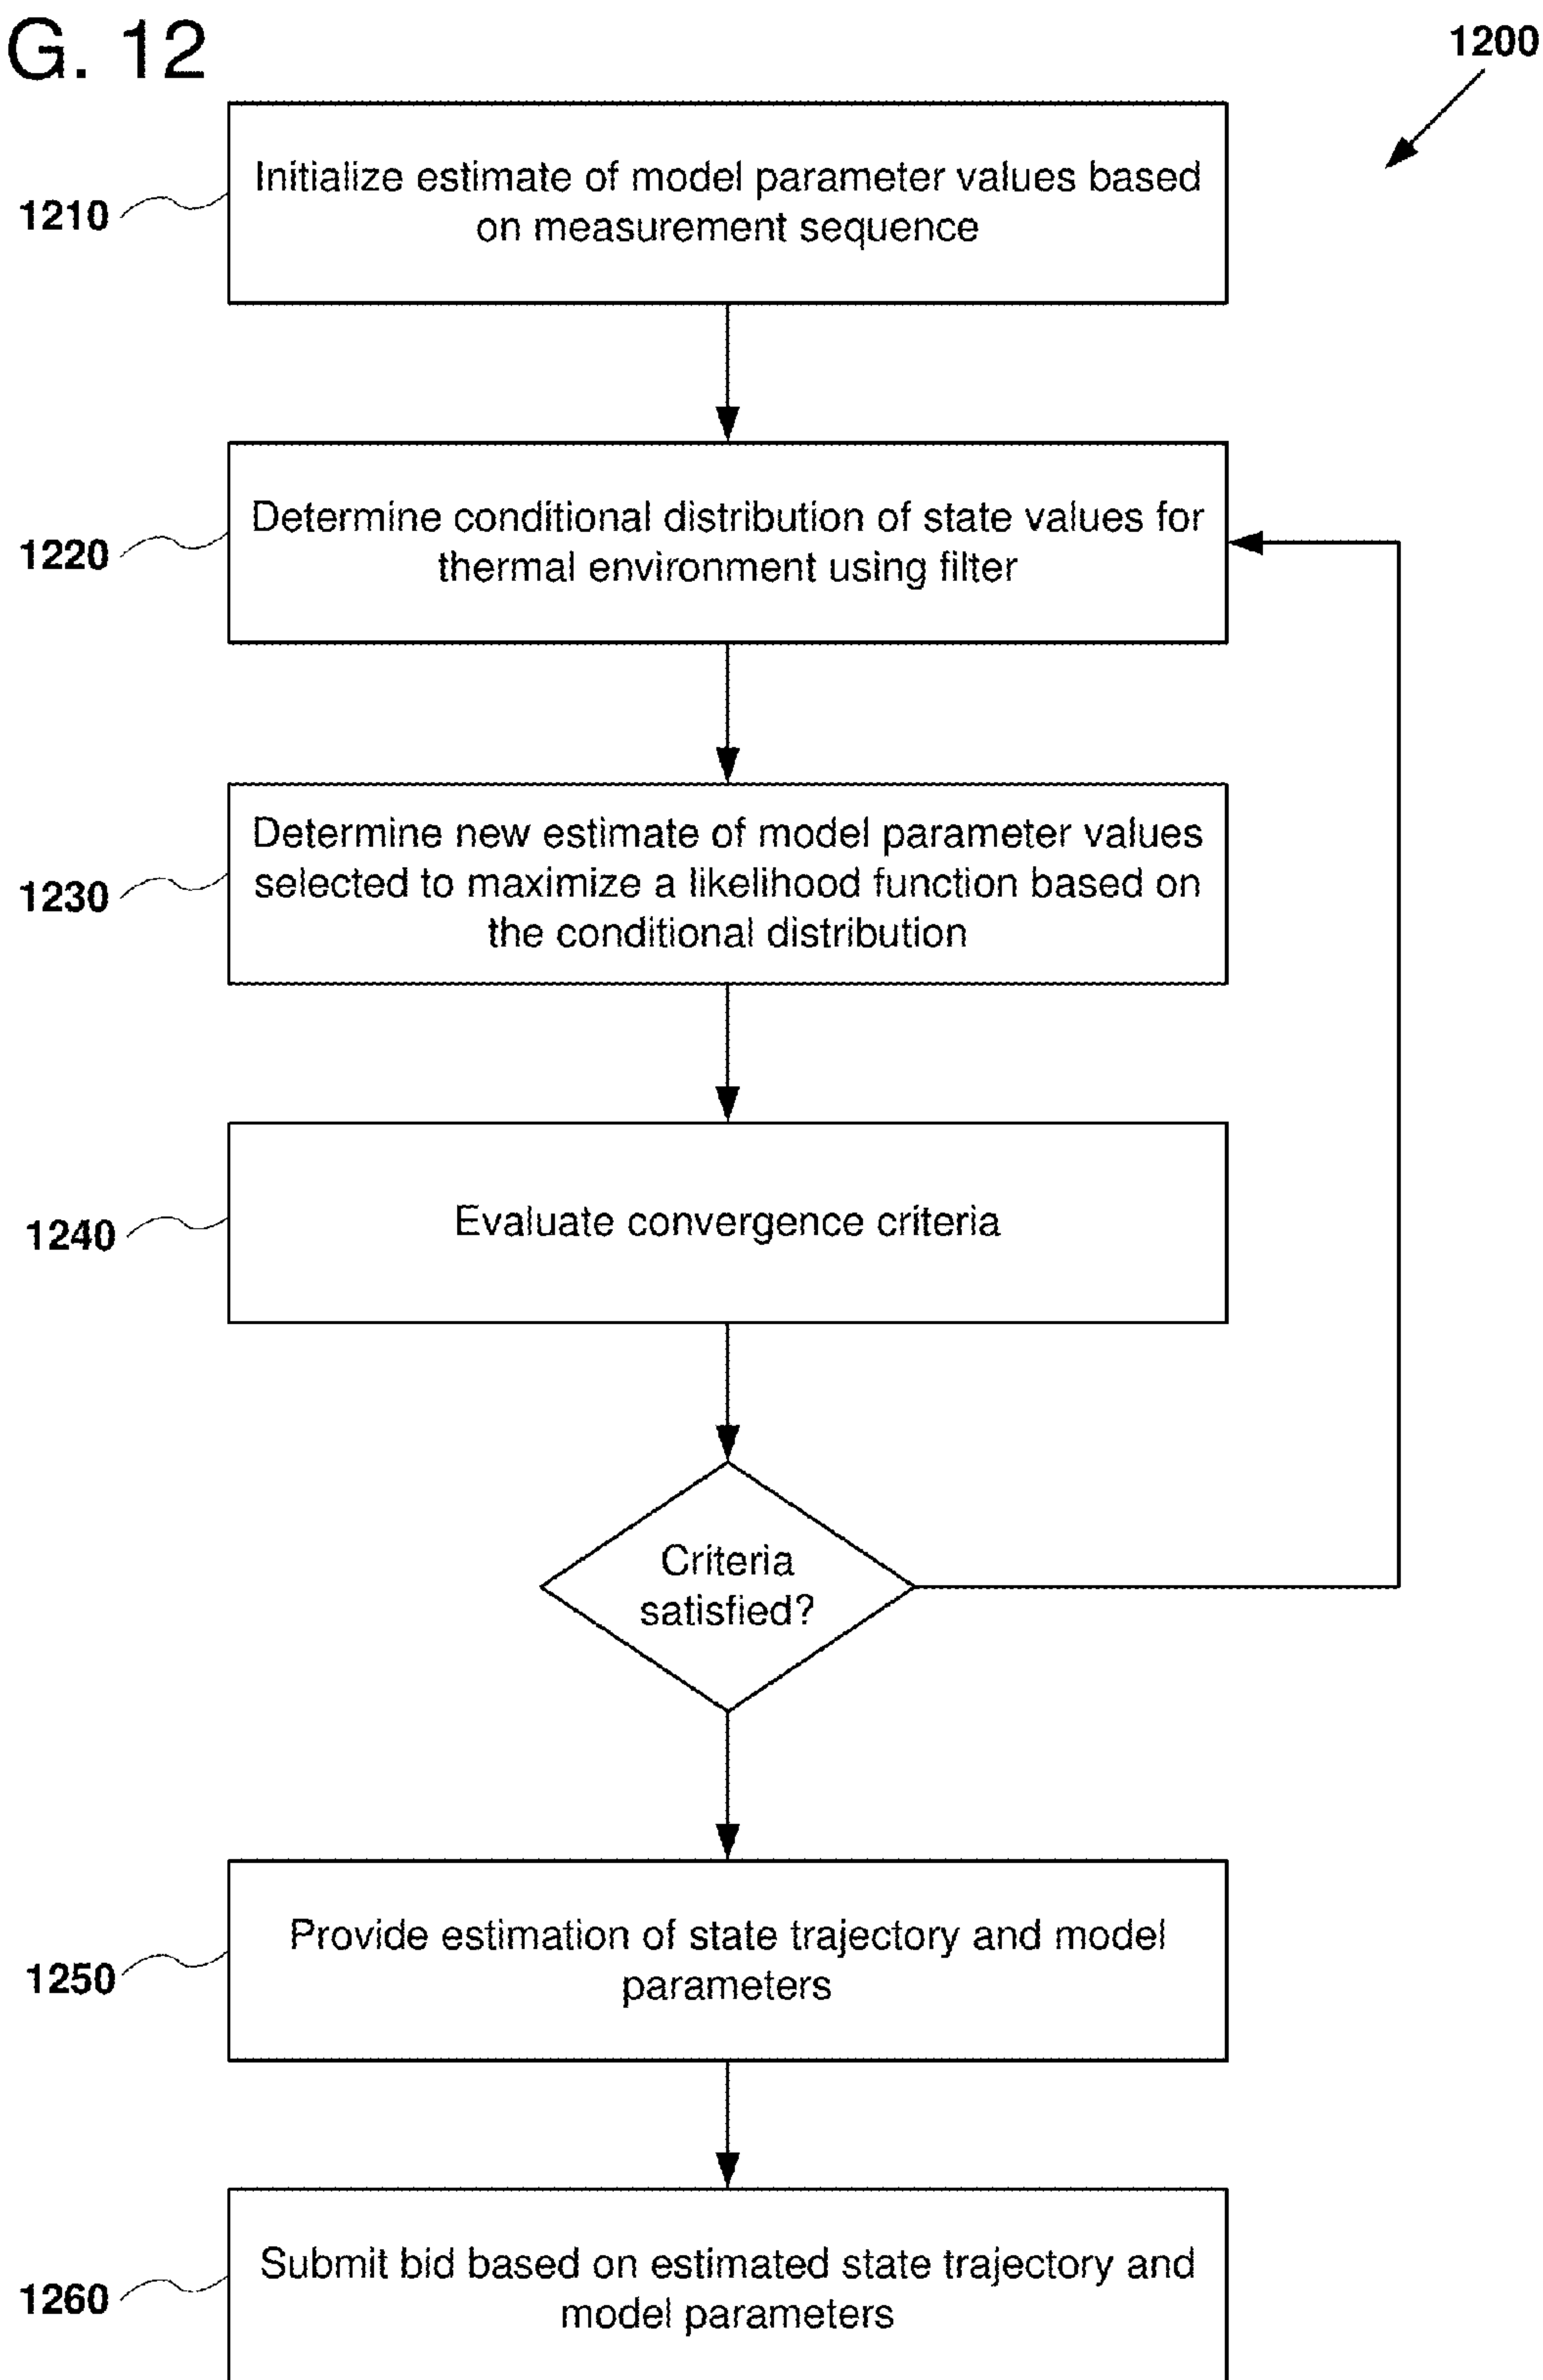 G. 12
1200
1210
Initialize estimate of model parameter values based
on measurement sequence
1220
Determine conditional distribution of state values for
thermal environment using filter
1230
Determine new estimate of model parameter values
selected to maximize a likelihood function based on
the conditional distribution
1240
Evaluate convergence criteria
Criteria
satisfied?
1250
Provide estimation of state trajectory and model
parameters
1260
Submit bid based on estimated state trajectory and
model parameters